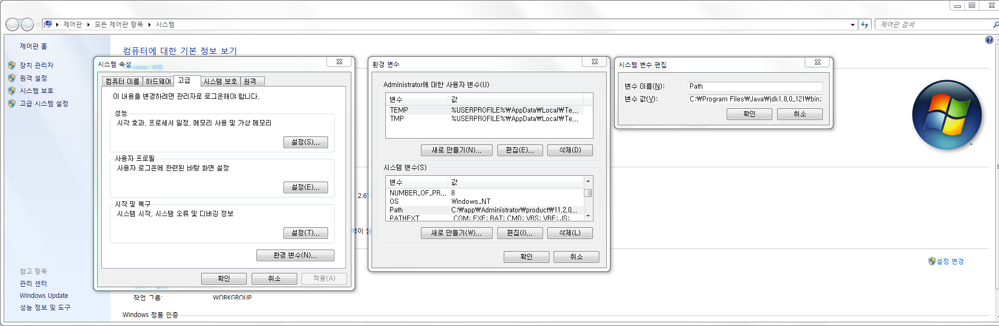 제어판 ▸ 모든 제어판 항목 ▸ 시스템
제어판 검색
제어판 홈
장치 관리자
원격 설정
시스템 보호
고급 시스템 설정
참고 항목
관리 센터
Windows Update
성능 정보 및 도구
컴퓨터에 대한 기본 정보 보기
시스템 속성
컴퓨터 이름 하드웨어 고급 시스템 보호 원격
이 내용을 변경하려면 관리자로 로그온해야 합니다.
성능
시각 효과, 프로세서 일정, 메모리 사용 및 가상 메모리
설정(S)...
사용자 프로필
사용자 로그온에 관련된 바탕 화면 설정
설정(E)...
시작 및 복구
시스템 시작, 시스템 오류 및 디버깅 정보
설정(T)...
환경 변수(N)...
확인 취소 적용(A)
작업 그룹: WORKGROUP
Windows 정품 인증
환경 변수
Administrator에 대한 사용자 변수(U)
변수 값
TEMP %USERPROFILE%₩AppData₩Local₩Te...
TMP %USERPROFILE%₩AppData₩Local₩Te...
새로 만들기(N)... 편집(E)... 삭제(D)
시스템 변수(S)
변수 값
NUMBER_OF_PR... 8
OS Windows_NT
Path C:₩app₩Administrator₩product₩11.2.0...
PATHEXT .COM;.EXE;.BAT;.CMD;.VBS;.VBE;.JS;
새로 만들기(W)... 편집(I)... 삭제(L)
확인 취소
시스템 변수 편집
변수 이름(N): Path
변수 값(V): C:₩Program Files₩Java₩jdk1.8.0_121₩bin;
확인 취소
설정 변경